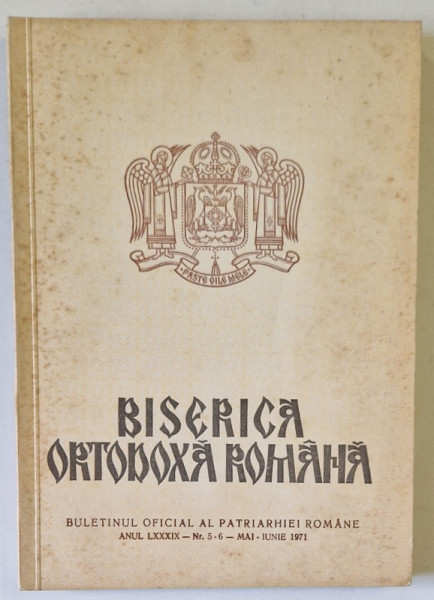 PASTE OILE MELE
BISERICA
ORTODOXĂ ROMÂNĂ
BULETINUL OFICIAL AL PATRIARHIEI ROMÂNE
ANUL LXXXIX — Nr. 5-6 — MAI - IUNIE 1971